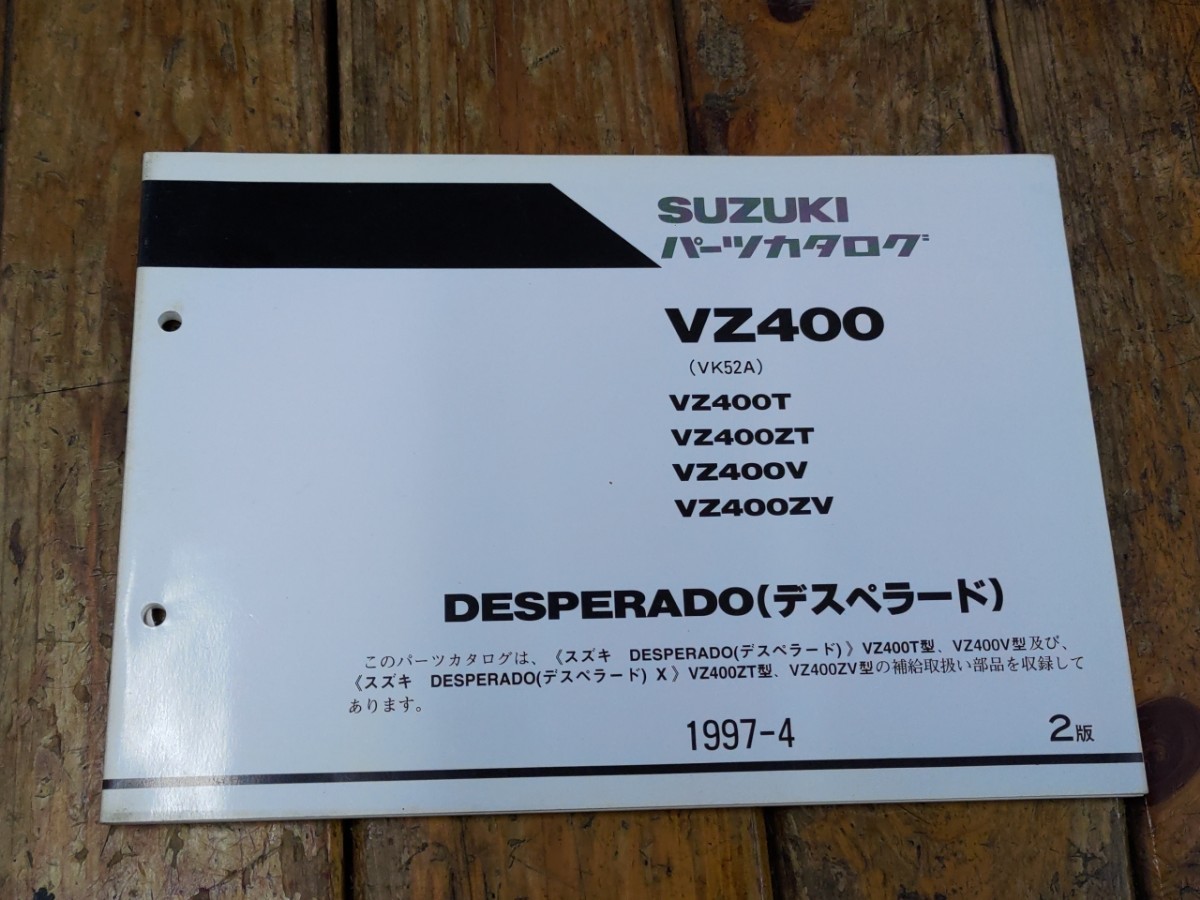 SUZUKI
パーツカタログ
VZ400
(VK52A)
VZ400T
VZ400ZT
VZ400V
VZ400ZV
DESPERADO(デスペラード)
このパーツカタログは、《スズキ DESPERADO(デスペラード)》VZ400T型、VZ400V型及び、
《スズキ DESPERADO(デスペラード) X》VZ400ZT型、VZ400ZV型の補給取扱い部品を収録して
あります。
1997-4
2版